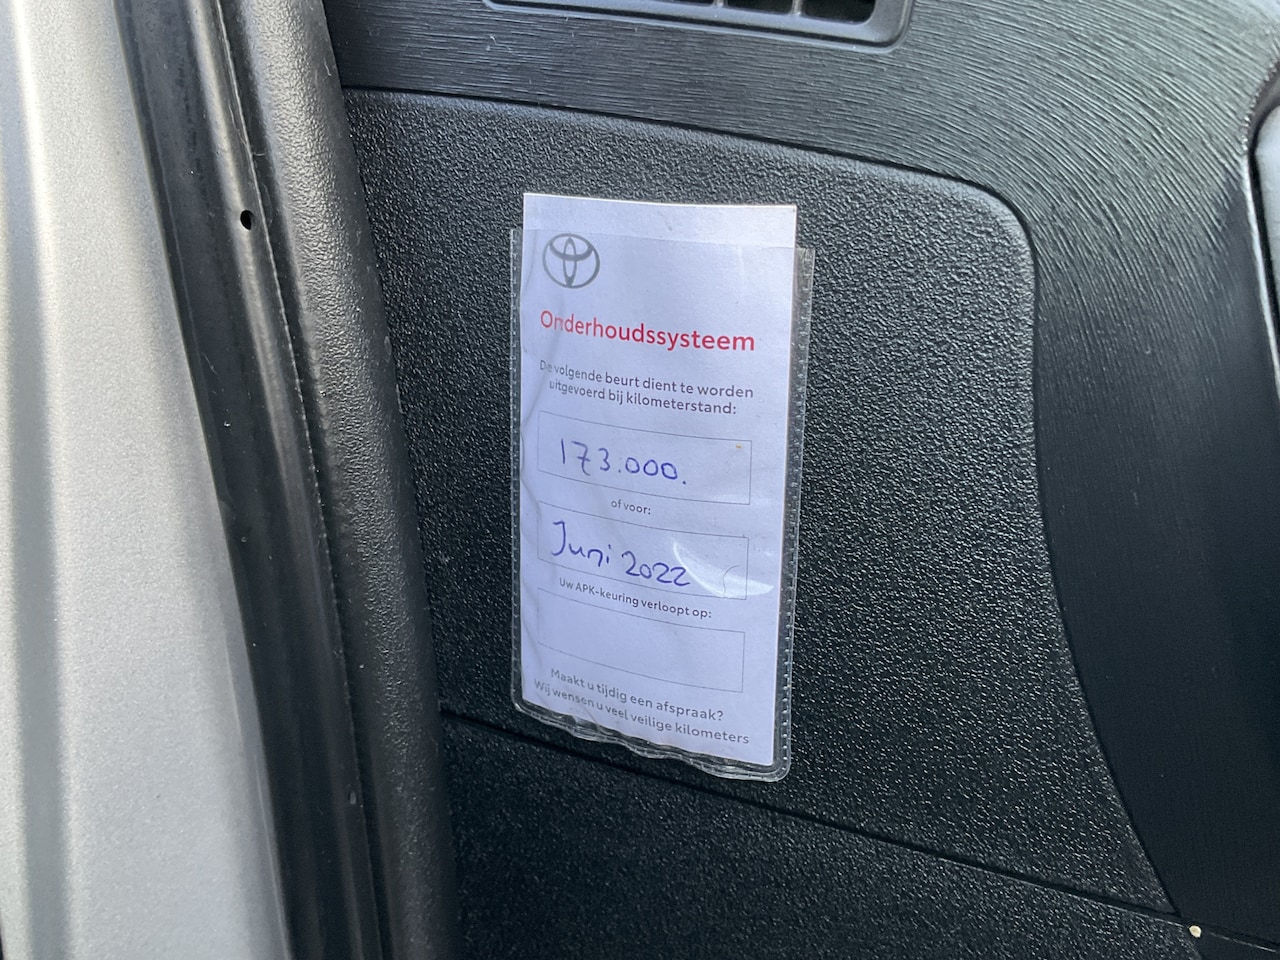 Onderhoudssysteem
De volgende beurt dient te worden
uitgevoerd bij kilometerstand:
173.000.
of voor:
Juni 2022
Uw APK-keuring verloopt op:
Maakt u tijdig een afspraak?
Wij wensen u veel veilige kilometers